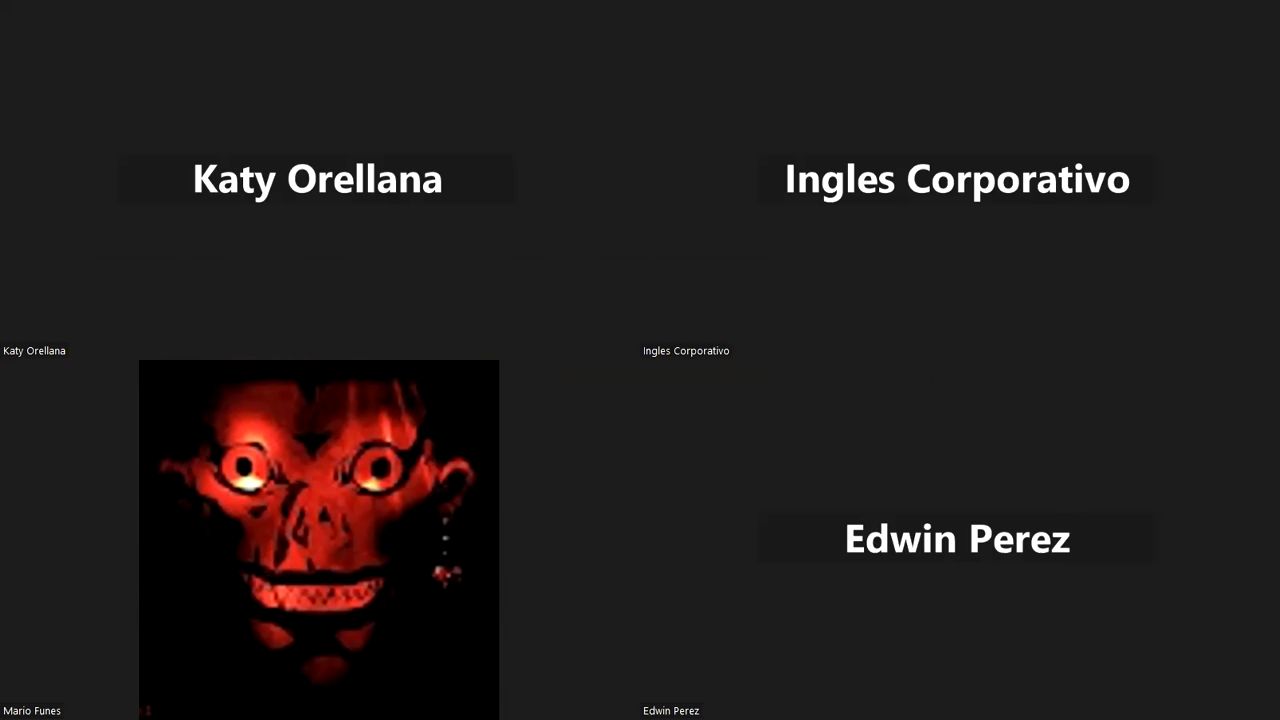 Katy Orellana
Ingles Corporativo
Katy Orellana
Ingles Corporativo
Edwin Perez
Mario Funes
Edwin Perez